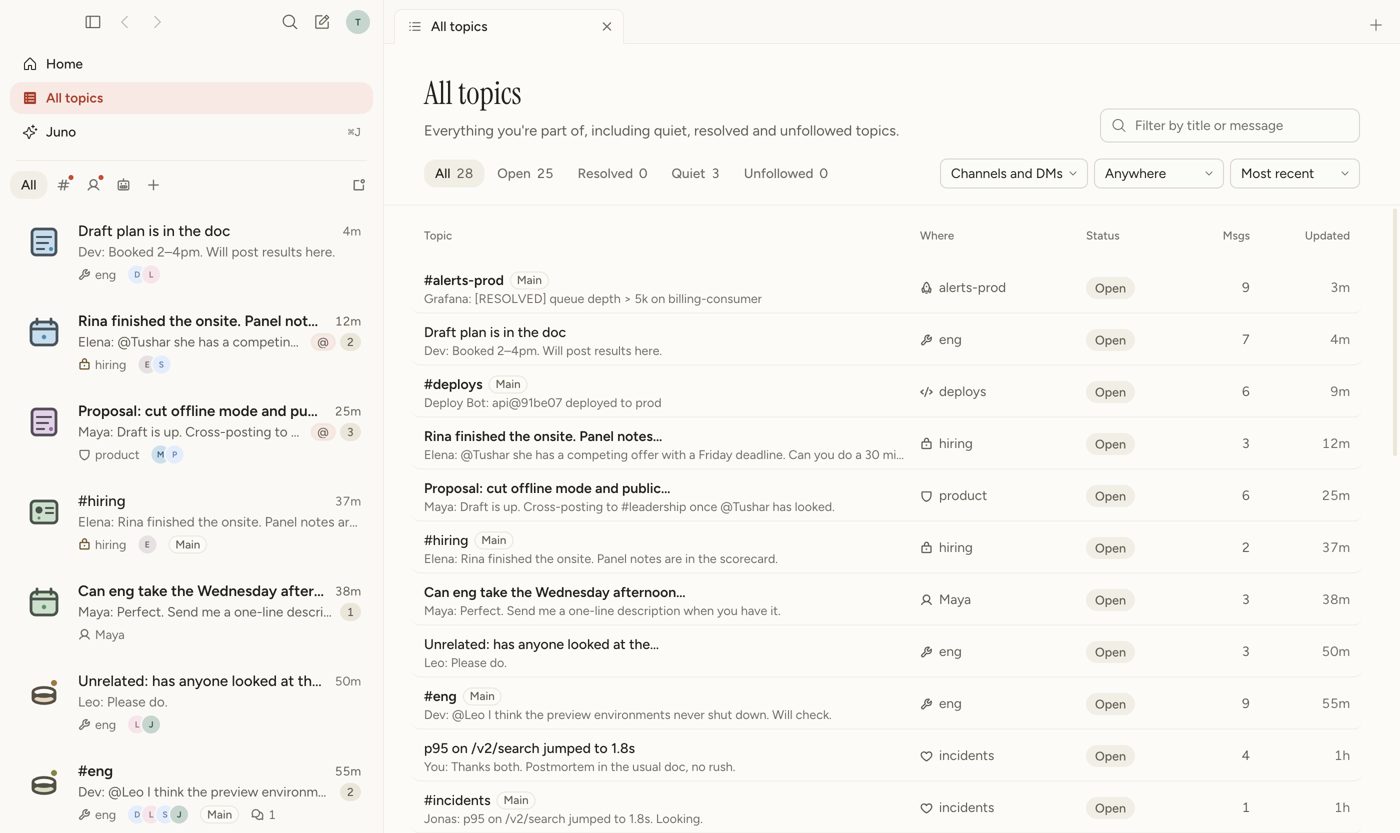 T
Home
All topics
Juno ⌘J
All
Draft plan is in the doc 4m
Dev: Booked 2–4pm. Will post results here.
eng D L
Rina finished the onsite. Panel not... 12m
Elena: @Tushar she has a competin... @ 2
hiring E S
Proposal: cut offline mode and pu... 25m
Maya: Draft is up. Cross-posting to ... @ 3
product M P
#hiring 37m
Elena: Rina finished the onsite. Panel notes ar...
hiring E Main
Can eng take the Wednesday after... 38m
Maya: Perfect. Send me a one-line descri... 1
Maya
Unrelated: has anyone looked at th... 50m
Leo: Please do.
eng L J
#eng 55m
Dev: @Leo I think the preview environm... 2
eng D L S J Main 1
All topics
All topics
Everything you're part of, including quiet, resolved and unfollowed topics.
Filter by title or message
All 28 Open 25 Resolved 0 Quiet 3 Unfollowed 0
Channels and DMs Anywhere Most recent
Topic Where Status Msgs Updated
#alerts-prod Main alerts-prod Open 9 3m
Grafana: [RESOLVED] queue depth > 5k on billing-consumer
Draft plan is in the doc eng Open 7 4m
Dev: Booked 2–4pm. Will post results here.
#deploys Main deploys Open 6 9m
Deploy Bot: api@91be07 deployed to prod
Rina finished the onsite. Panel notes... hiring Open 3 12m
Elena: @Tushar she has a competing offer with a Friday deadline. Can you do a 30 mi...
Proposal: cut offline mode and public... product Open 6 25m
Maya: Draft is up. Cross-posting to #leadership once @Tushar has looked.
#hiring Main hiring Open 2 37m
Elena: Rina finished the onsite. Panel notes are in the scorecard.
Can eng take the Wednesday afternoon... Maya Open 3 38m
Maya: Perfect. Send me a one-line description when you have it.
Unrelated: has anyone looked at the... eng Open 3 50m
Leo: Please do.
#eng Main eng Open 9 55m
Dev: @Leo I think the preview environments never shut down. Will check.
p95 on /v2/search jumped to 1.8s incidents Open 4 1h
You: Thanks both. Postmortem in the usual doc, no rush.
#incidents Main incidents Open 1 1h
Jonas: p95 on /v2/search jumped to 1.8s. Looking.